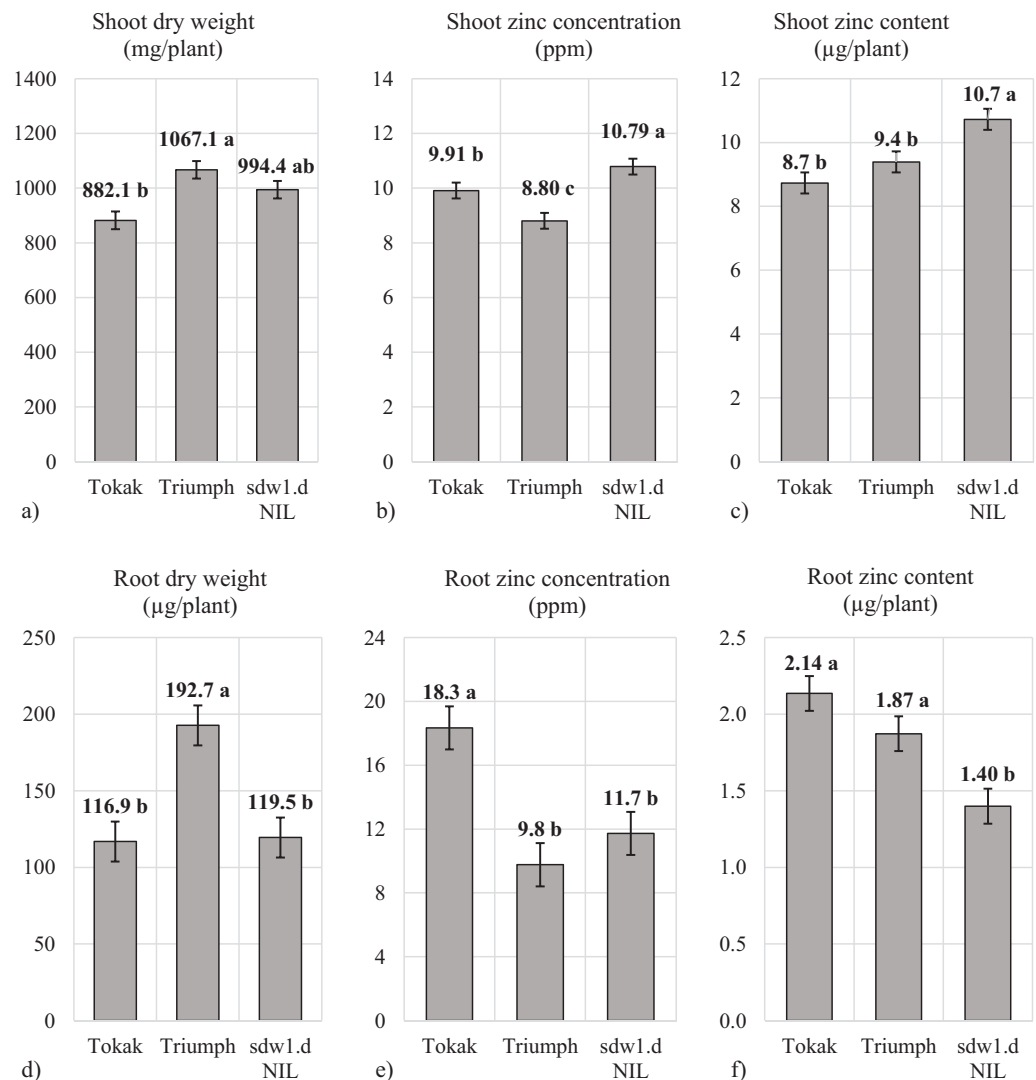 Shoot dry weight
(mg/plant)
1400
1200
1000
800
600
400
200
0
882.1 b
1067.1 a
994.4 ab
Tokak
Triumph
sdw1.d
NIL
a)
Shoot zinc concentration
(ppm)
14
12
10
8
6
4
2
0
9.91 b
8.80 c
10.79 a
Tokak
Triumph
sdw1.d
NIL
b)
Shoot zinc content
(µg/plant)
12
10
8
6
4
2
0
8.7 b
9.4 b
10.7 a
Tokak
Triumph
sdw1.d
NIL
c)
Root dry weight
(µg/plant)
250
200
150
100
50
0
116.9 b
192.7 a
119.5 b
Tokak
Triumph
sdw1.d
NIL
d)
Root zinc concentration
(ppm)
24
20
16
12
8
4
0
18.3 a
9.8 b
11.7 b
Tokak
Triumph
sdw1.d
NIL
e)
Root zinc content
(µg/plant)
2.5
2.0
1.5
1.0
0.5
0.0
2.14 a
1.87 a
1.40 b
Tokak
Triumph
sdw1.d
NIL
f)